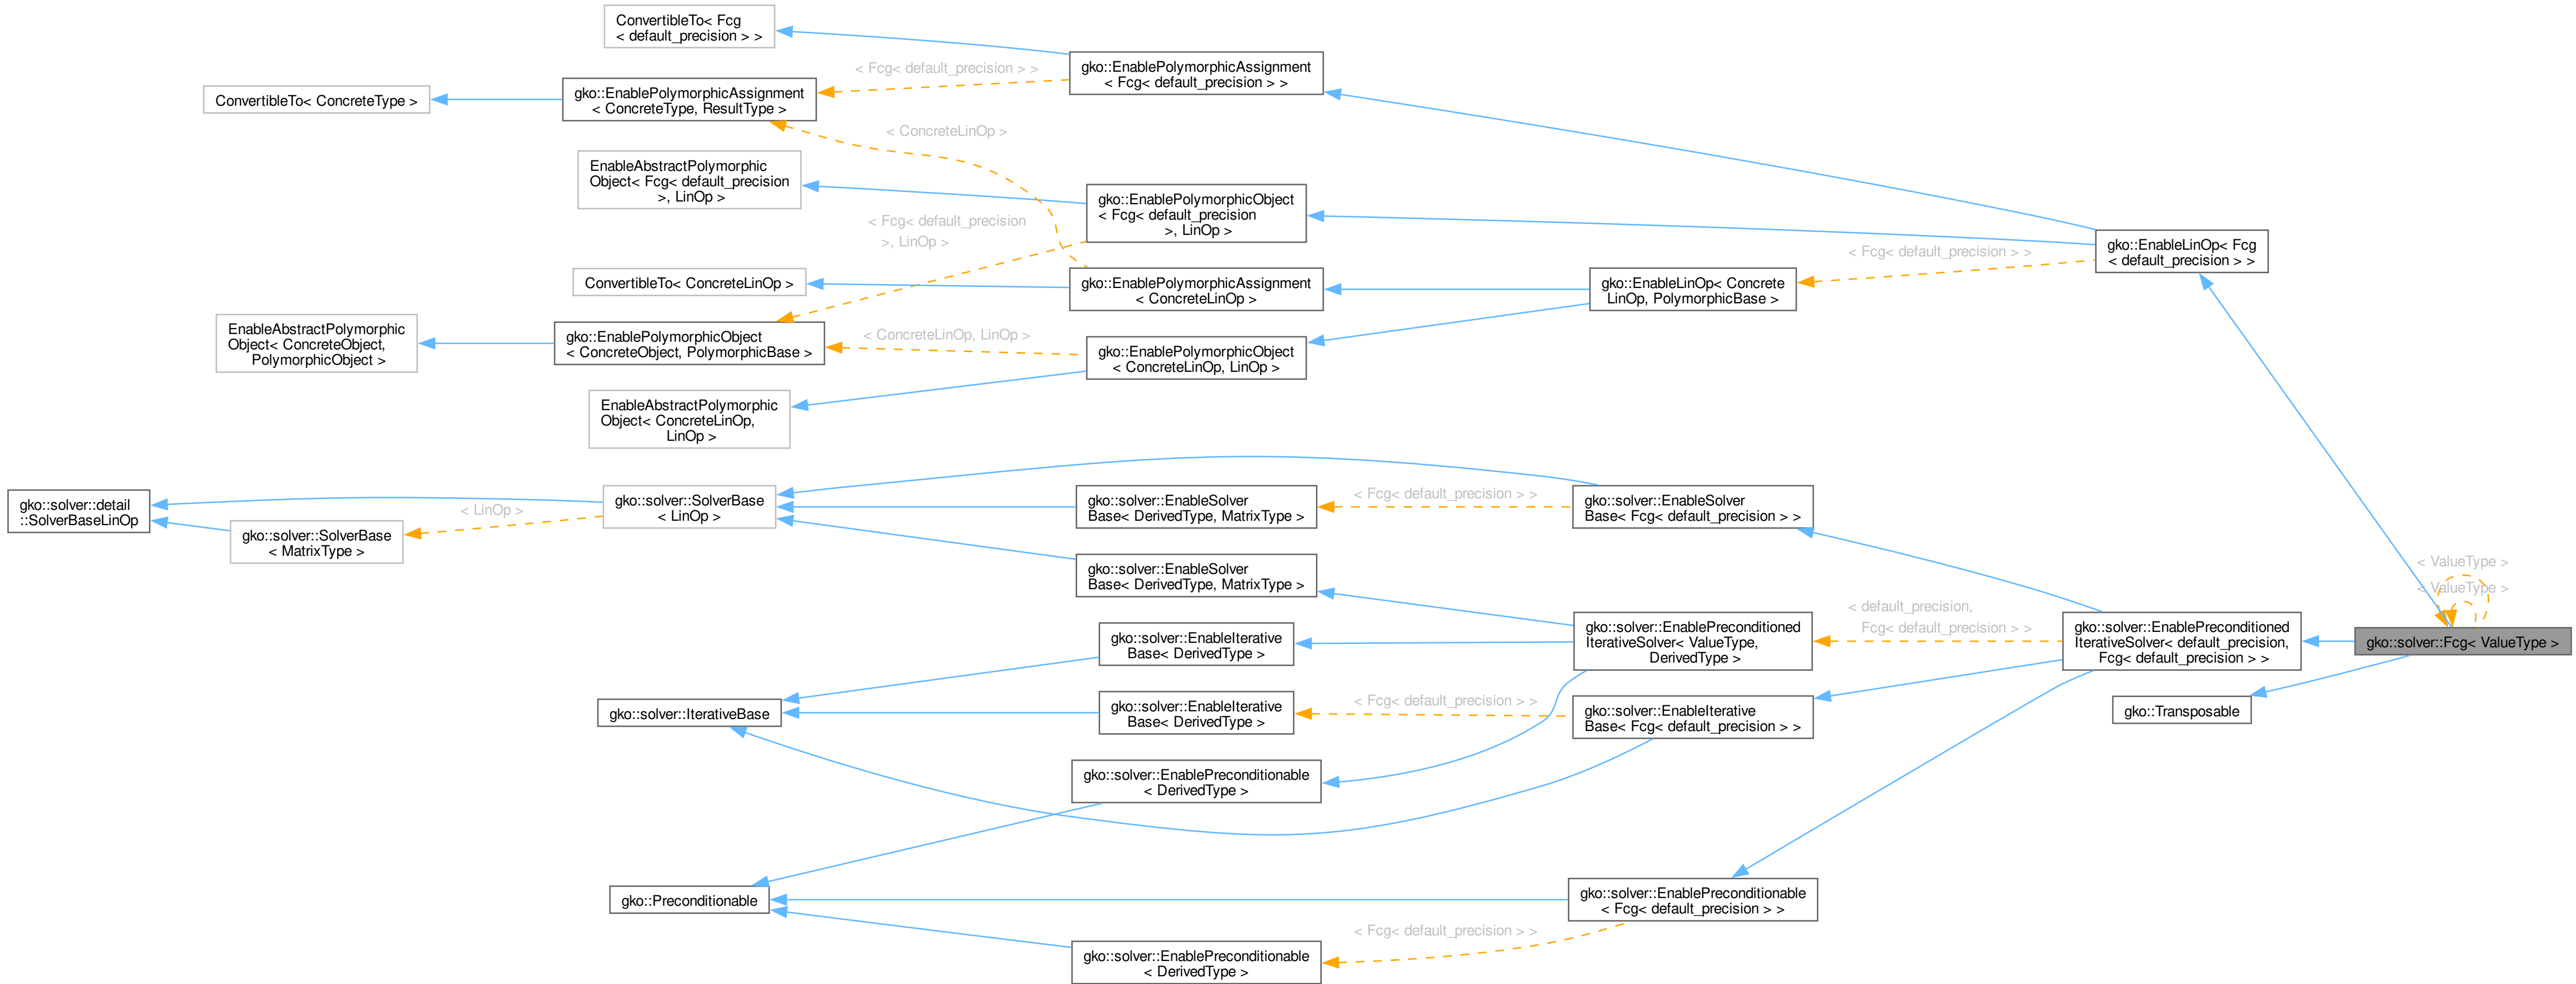 ConvertibleTo< Fcg
< default_precision > >
gko::EnablePolymorphicAssignment
< Fcg< default_precision > >
< Fcg< default_precision > >
ConvertibleTo< ConcreteType >
gko::EnablePolymorphicAssignment
< ConcreteType, ResultType >
< ConcreteLinOp >
EnableAbstractPolymorphic
Object< Fcg< default_precision
>, LinOp >
gko::EnablePolymorphicObject
< Fcg< default_precision
>, LinOp >
< Fcg< default_precision
>, LinOp >
gko::EnableLinOp< Fcg
< default_precision > >
< Fcg< default_precision > >
ConvertibleTo< ConcreteLinOp >
gko::EnablePolymorphicAssignment
< ConcreteLinOp >
gko::EnableLinOp< Concrete
LinOp, PolymorphicBase >
EnableAbstractPolymorphic
Object< ConcreteObject,
PolymorphicObject >
gko::EnablePolymorphicObject
< ConcreteObject, PolymorphicBase >
< ConcreteLinOp, LinOp >
gko::EnablePolymorphicObject
< ConcreteLinOp, LinOp >
EnableAbstractPolymorphic
Object< ConcreteLinOp,
LinOp >
gko::solver::detail
::SolverBaseLinOp
gko::solver::SolverBase
< LinOp >
< LinOp >
gko::solver::SolverBase
< MatrixType >
gko::solver::EnableSolver
Base< DerivedType, MatrixType >
< Fcg< default_precision > >
gko::solver::EnableSolver
Base< Fcg< default_precision > >
gko::solver::EnableSolver
Base< DerivedType, MatrixType >
< ValueType >
< ValueType >
gko::solver::EnableIterative
Base< DerivedType >
gko::solver::EnablePreconditioned
IterativeSolver< ValueType,
DerivedType >
< default_precision,
Fcg< default_precision > >
gko::solver::EnablePreconditioned
IterativeSolver< default_precision,
Fcg< default_precision > >
gko::solver::Fcg< ValueType >
gko::solver::IterativeBase
gko::solver::EnableIterative
Base< DerivedType >
< Fcg< default_precision > >
gko::solver::EnableIterative
Base< Fcg< default_precision > >
gko::Transposable
gko::solver::EnablePreconditionable
< DerivedType >
gko::Preconditionable
gko::solver::EnablePreconditionable
< Fcg< default_precision > >
< Fcg< default_precision > >
gko::solver::EnablePreconditionable
< DerivedType >